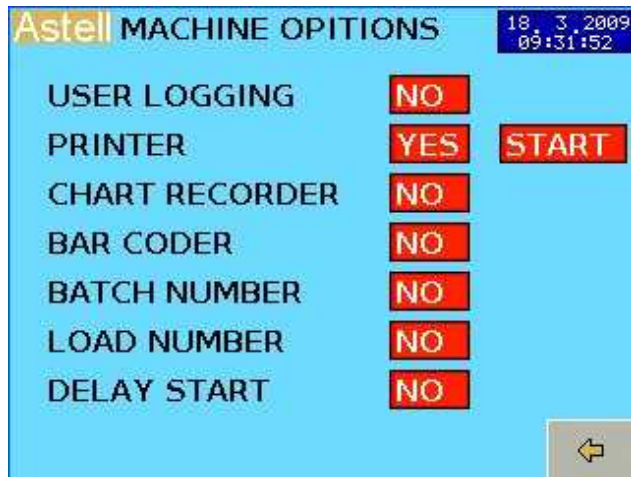 Astell MACHINE OPITIONS
18. 3.2009
09:31:52
USER LOGGING NO
PRINTER YES START
CHART RECORDER NO
BAR CODER NO
BATCH NUMBER NO
LOAD NUMBER NO
DELAY START NO